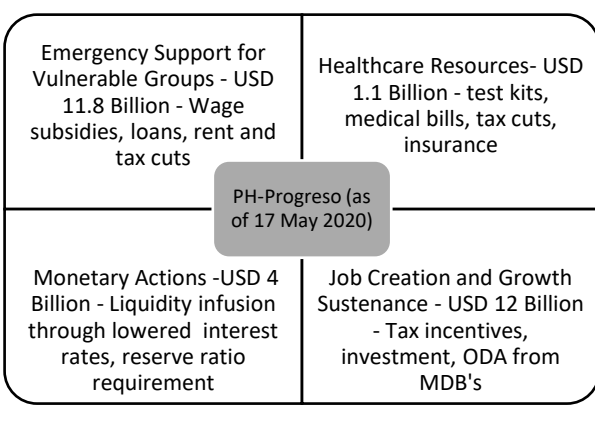 Emergency Support for
Vulnerable Groups - USD
11.8 Billion - Wage
subsidies, loans, rent and
tax cuts
Healthcare Resources- USD
1.1 Billion - test kits,
medical bills, tax cuts,
insurance
PH-Progreso (as
of 17 May 2020)
Monetary Actions -USD 4
Billion - Liquidity infusion
through lowered interest
rates, reserve ratio
requirement
Job Creation and Growth
Sustenance - USD 12 Billion
- Tax incentives,
investment, ODA from
MDB's